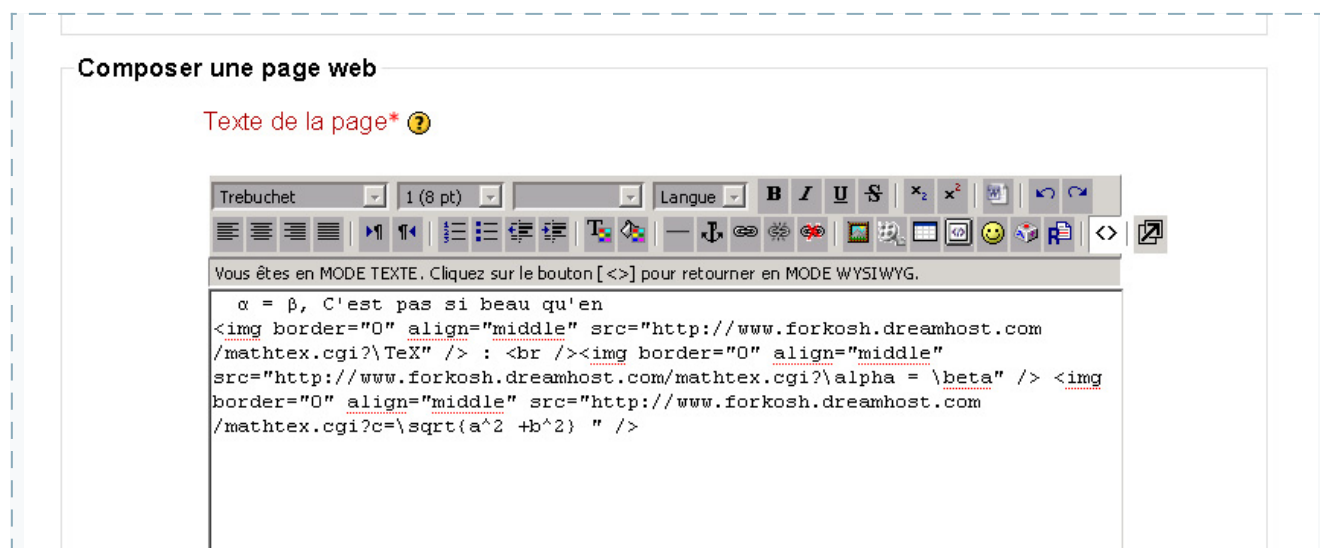 Composer une page web
Texte de la page*
Trebuchet 1 (8 pt) Langue B I U S x₂ x²
Vous êtes en MODE TEXTE. Cliquez sur le bouton [<>] pour retourner en MODE WYSIWYG.
α = β, C'est pas si beau qu'en
<img border="0" align="middle" src="http://www.forkosh.dreamhost.com
/mathtex.cgi?\TeX" /> : <br /><img border="0" align="middle"
src="http://www.forkosh.dreamhost.com/mathtex.cgi?\alpha = \beta" /> <img
border="0" align="middle" src="http://www.forkosh.dreamhost.com
/mathtex.cgi?c=\sqrt{a^2 +b^2} " />